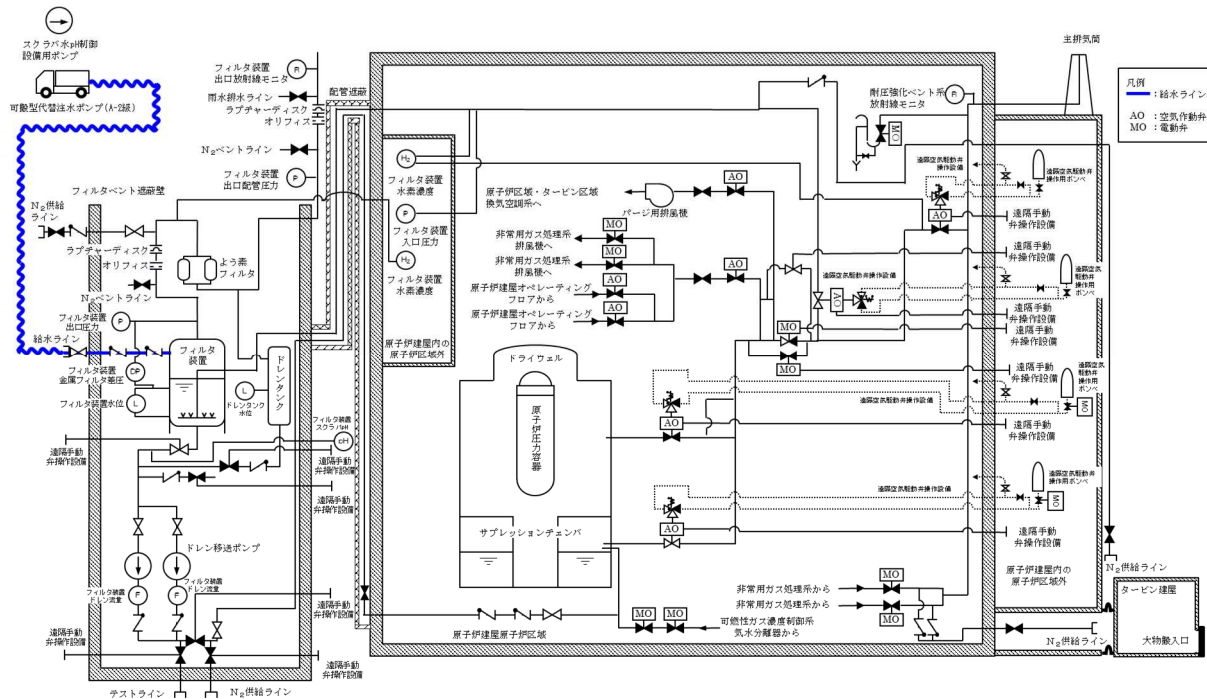 スクラバ水pH制御
設備用ポンプ
可搬型代替注水ポンプ(A-2級)
フィルタ装置
出口放射線モニタ
雨水排水ライン
ラプチャーディスク
オリフィス
N₂ベントライン
フィルタ装置
出口配管圧力
配管遮蔽
フィルタベント遮蔽壁
N₂供給
ライン
ラプチャーディスク
オリフィス
よう素
フィルタ
N₂ベントライン
フィルタ装置
出口圧力
給水ライン
フィルタ装置
金属フィルタ差圧
フィルタ装置水位
フィルタ
装置
ドレンタンク
ドレンタンク
水位
フィルタ装置
スクラバpH
遠隔手動
弁操作設備
遠隔手動
弁操作設備
遠隔手動
弁操作設備
ドレン移送ポンプ
フィルタ装置
ドレン流量
フィルタ装置
ドレン流量
遠隔手動
弁操作設備
遠隔手動
弁操作設備
遠隔手動
弁操作設備
テストライン
N₂供給ライン
R
P
P
DP
L
L
pH
F
F
H₂
フィルタ装置
水素濃度
P
フィルタ装置
入口圧力
H₂
フィルタ装置
水素濃度
原子炉建屋内の
原子炉区域外
原子炉区域・タービン区域
換気空調系へ
パージ用排風機
AO
非常用ガス処理系
排風機へ
MO
非常用ガス処理系
排風機へ
MO
原子炉建屋オペレーティング
フロアから
AO
原子炉建屋オペレーティング
フロアから
AO
AO
ドライウェル
原子炉圧力容器
サプレッションチェンバ
原子炉建屋原子炉区域
MO
MO
可燃性ガス濃度制御系
気水分離器から
非常用ガス処理系から
MO
非常用ガス処理系から
MO
耐圧強化ベント系
放射線モニタ
R
MO
主排気筒
遠隔空気駆動弁
操作設備
遠隔空気駆動弁
操作用ボンベ
AO
遠隔手動
弁操作設備
遠隔空気駆動弁操作設備
遠隔空気駆動弁
操作用ボンベ
AO
遠隔手動
弁操作設備
MO
遠隔手動
弁操作設備
MO
遠隔手動
弁操作設備
遠隔空気駆動弁操作設備
遠隔空気駆動弁
操作用ボンベ
MO
AO
遠隔手動
弁操作設備
遠隔空気駆動弁操作設備
遠隔空気駆動弁
操作用ボンベ
MO
AO
遠隔手動
弁操作設備
原子炉建屋内の
原子炉区域外
N₂供給ライン
N₂供給ライン
タービン建屋
大物搬入口
凡例
:給水ライン
AO :空気作動弁
MO :電動弁